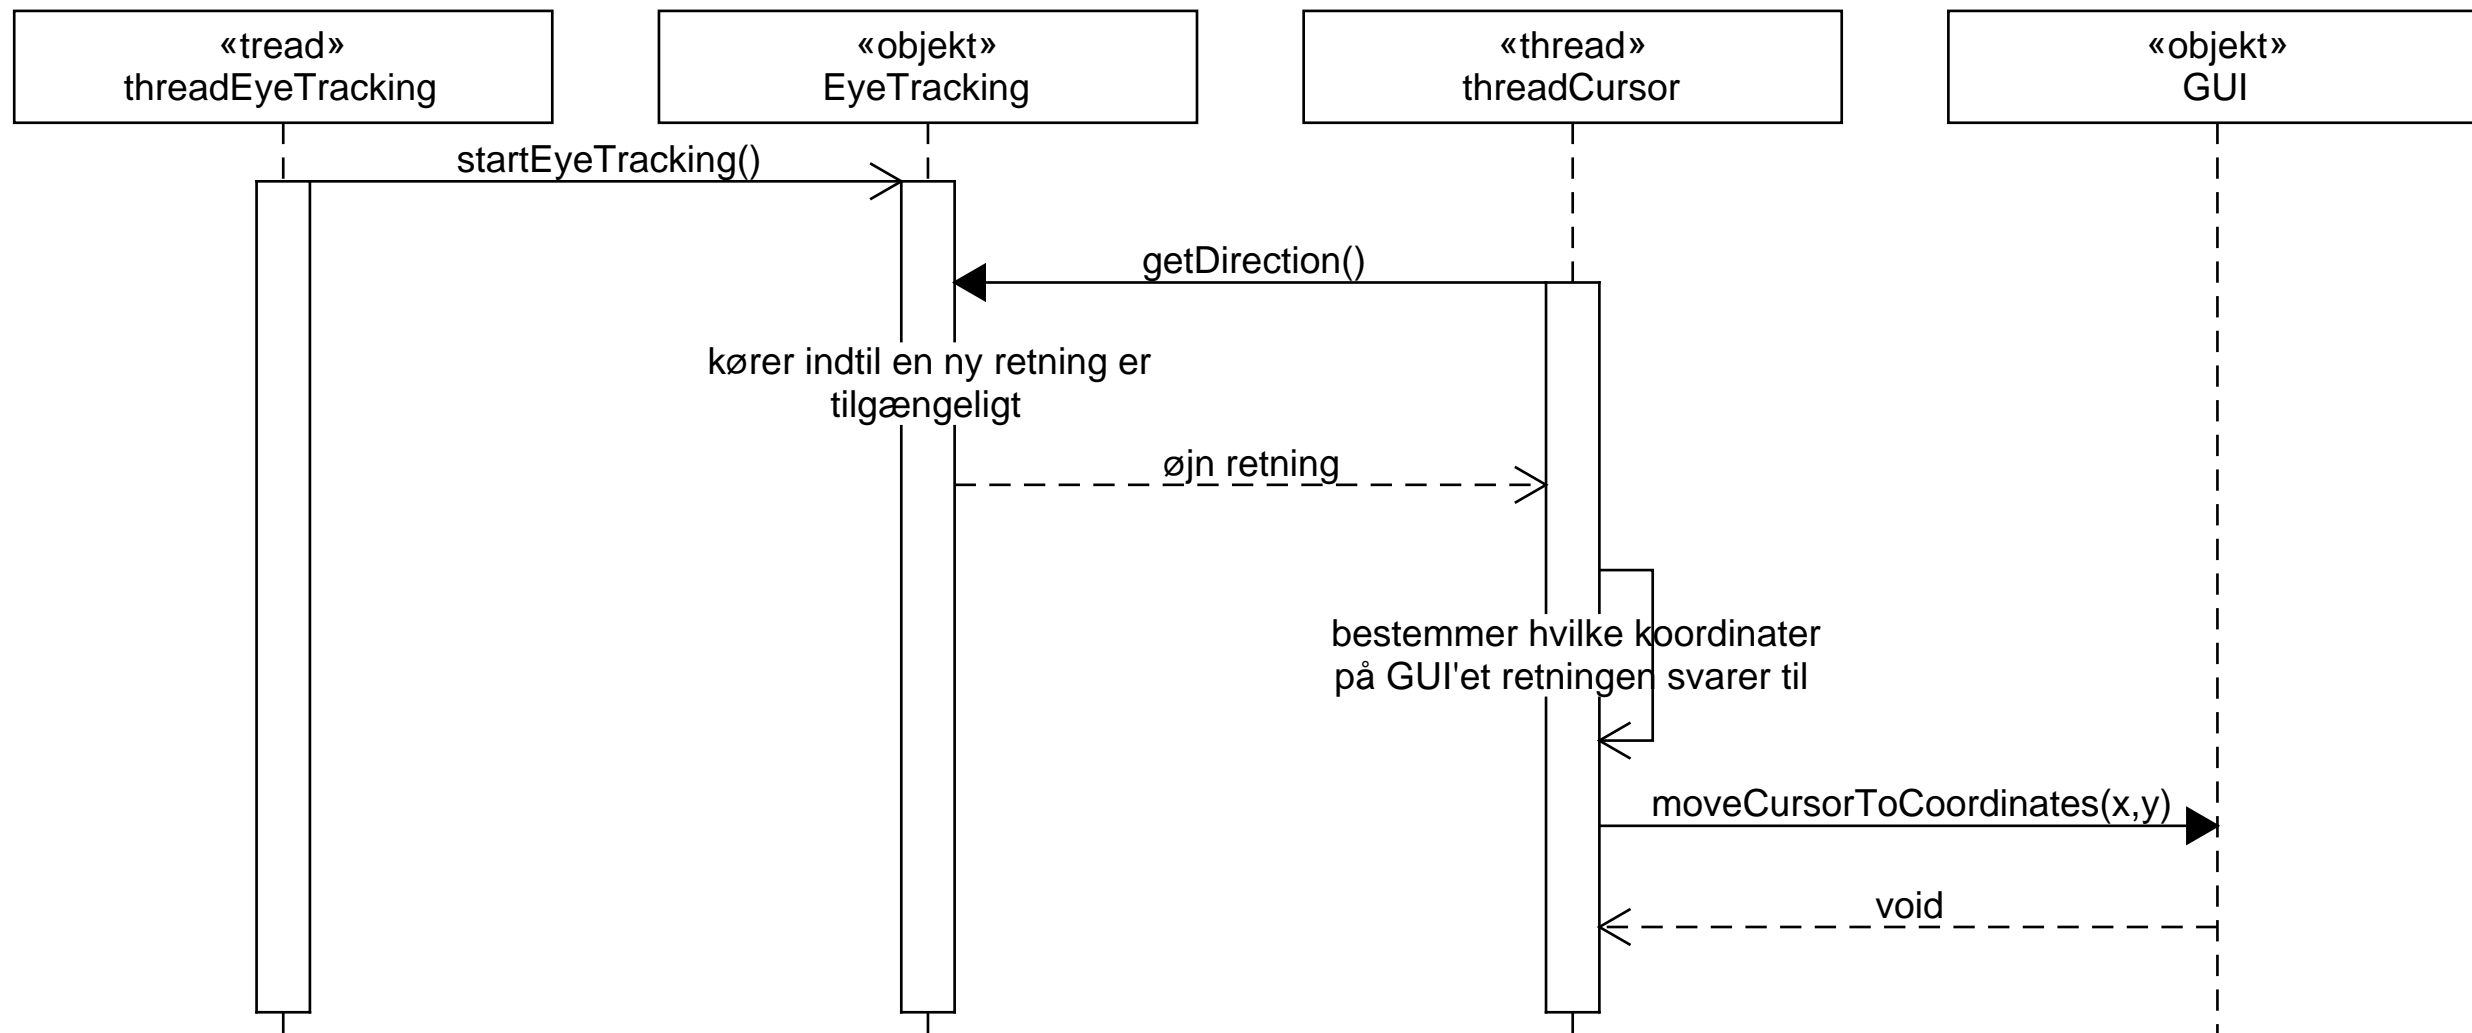 «tread»
threadEyeTracking
«objekt»
EyeTracking
«thread»
threadCursor
«objekt»
GUI
startEyeTracking()
getDirection()
kører indtil en ny retning er
tilgængeligt
øjn retning
bestemmer hvilke koordinater
på GUI'et retningen svarer til
moveCursorToCoordinates(x,y)
void